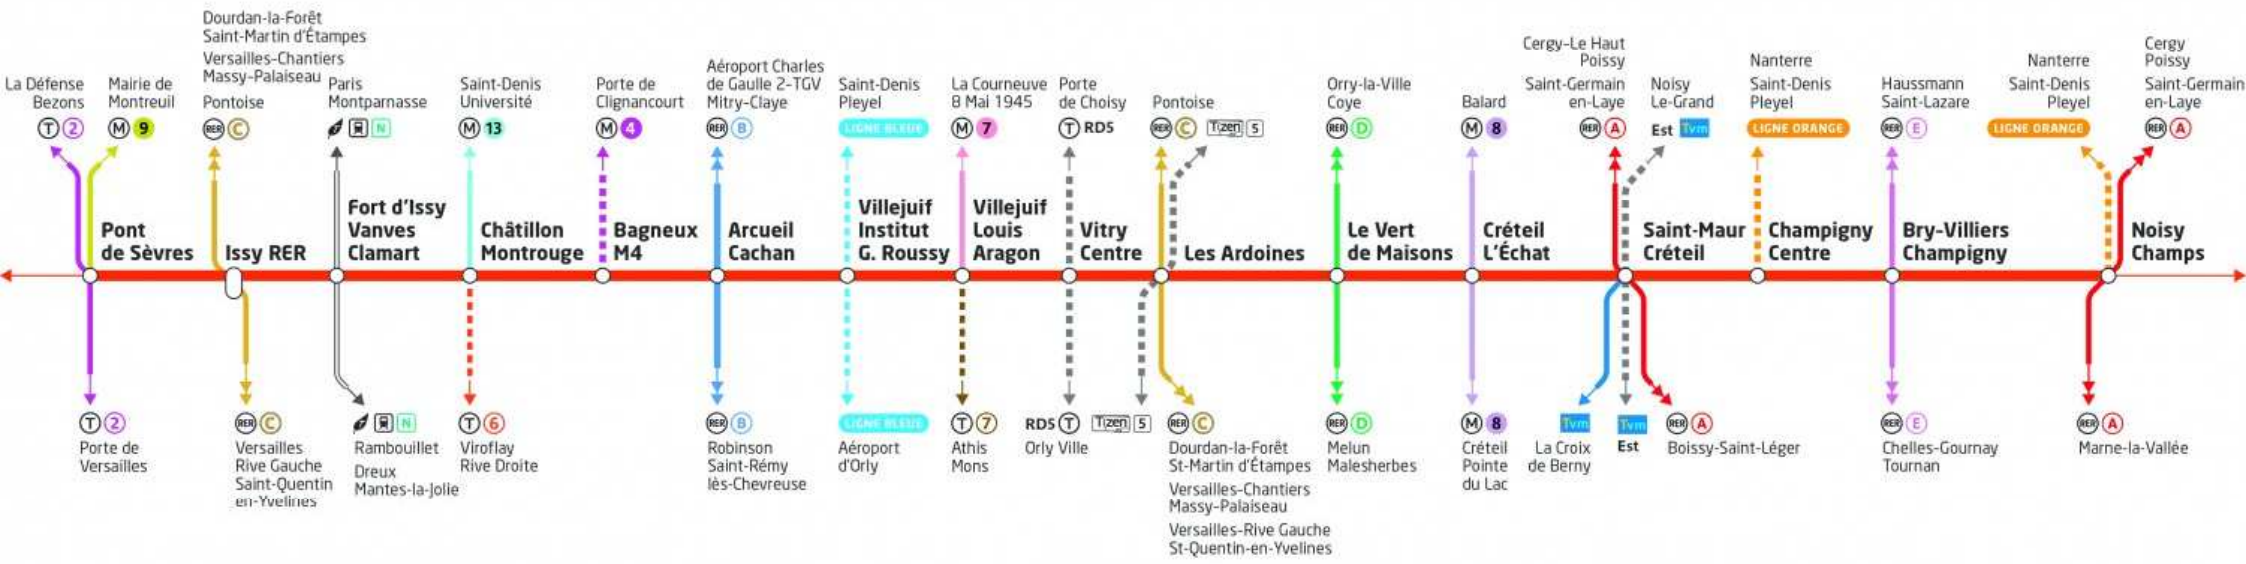 Dourdan-la-Forêt
Saint-Martin d'Étampes
Versailles-Chantiers
Massy-Palaiseau
Pontoise
RER C
La Défense
Bezons
T 2
Mairie de
Montreuil
M 9
Paris
Montparnasse
N
Saint-Denis
Université
M 13
Porte de
Clignancourt
M 4
Aéroport Charles
de Gaulle 2-TGV
Mitry-Claye
RER B
Saint-Denis
Pleyel
LIGNE BLEUE
La Courneuve
8 Mai 1945
M 7
Porte
de Choisy
T RD5
Pontoise
RER C Tzen 5
Orry-la-Ville
Coye
RER D
Balard
M 8
Cergy-Le Haut
Poissy
Saint-Germain
en-Laye
RER A
Noisy
Le-Grand
Est Tvm
Nanterre
Saint-Denis
Pleyel
LIGNE ORANGE
Haussmann
Saint-Lazare
RER E
Nanterre
Saint-Denis
Pleyel
LIGNE ORANGE
Cergy
Poissy
Saint-Germain
en-Laye
RER A
Pont
de Sèvres
Issy RER
Fort d'Issy
Vanves
Clamart
Châtillon
Montrouge
Bagneux
M4
Arcueil
Cachan
Villejuif
Institut
G. Roussy
Villejuif
Louis
Aragon
Vitry
Centre
Les Ardoines
Le Vert
de Maisons
Créteil
L'Échat
Saint-Maur
Créteil
Champigny
Centre
Bry-Villiers
Champigny
Noisy
Champs
T 2
Porte de
Versailles
RER C
Versailles
Rive Gauche
Saint-Quentin
en-Yvelines
N
Rambouillet
Dreux
Mantes-la-Jolie
T 6
Viroflay
Rive Droite
RER B
Robinson
Saint-Rémy
lès-Chevreuse
LIGNE BLEUE
Aéroport
d'Orly
T 7
Athis
Mons
RD5 T
Orly Ville
Tzen 5
RER C
Dourdan-la-Forêt
St-Martin d'Étampes
Versailles-Chantiers
Massy-Palaiseau
Versailles-Rive Gauche
St-Quentin-en-Yvelines
RER D
Melun
Malesherbes
M 8
Créteil
Pointe
du Lac
Tvm
La Croix
de Berny
Tvm
Est
RER A
Boissy-Saint-Léger
RER E
Chelles-Gournay
Tournan
RER A
Marne-la-Vallée